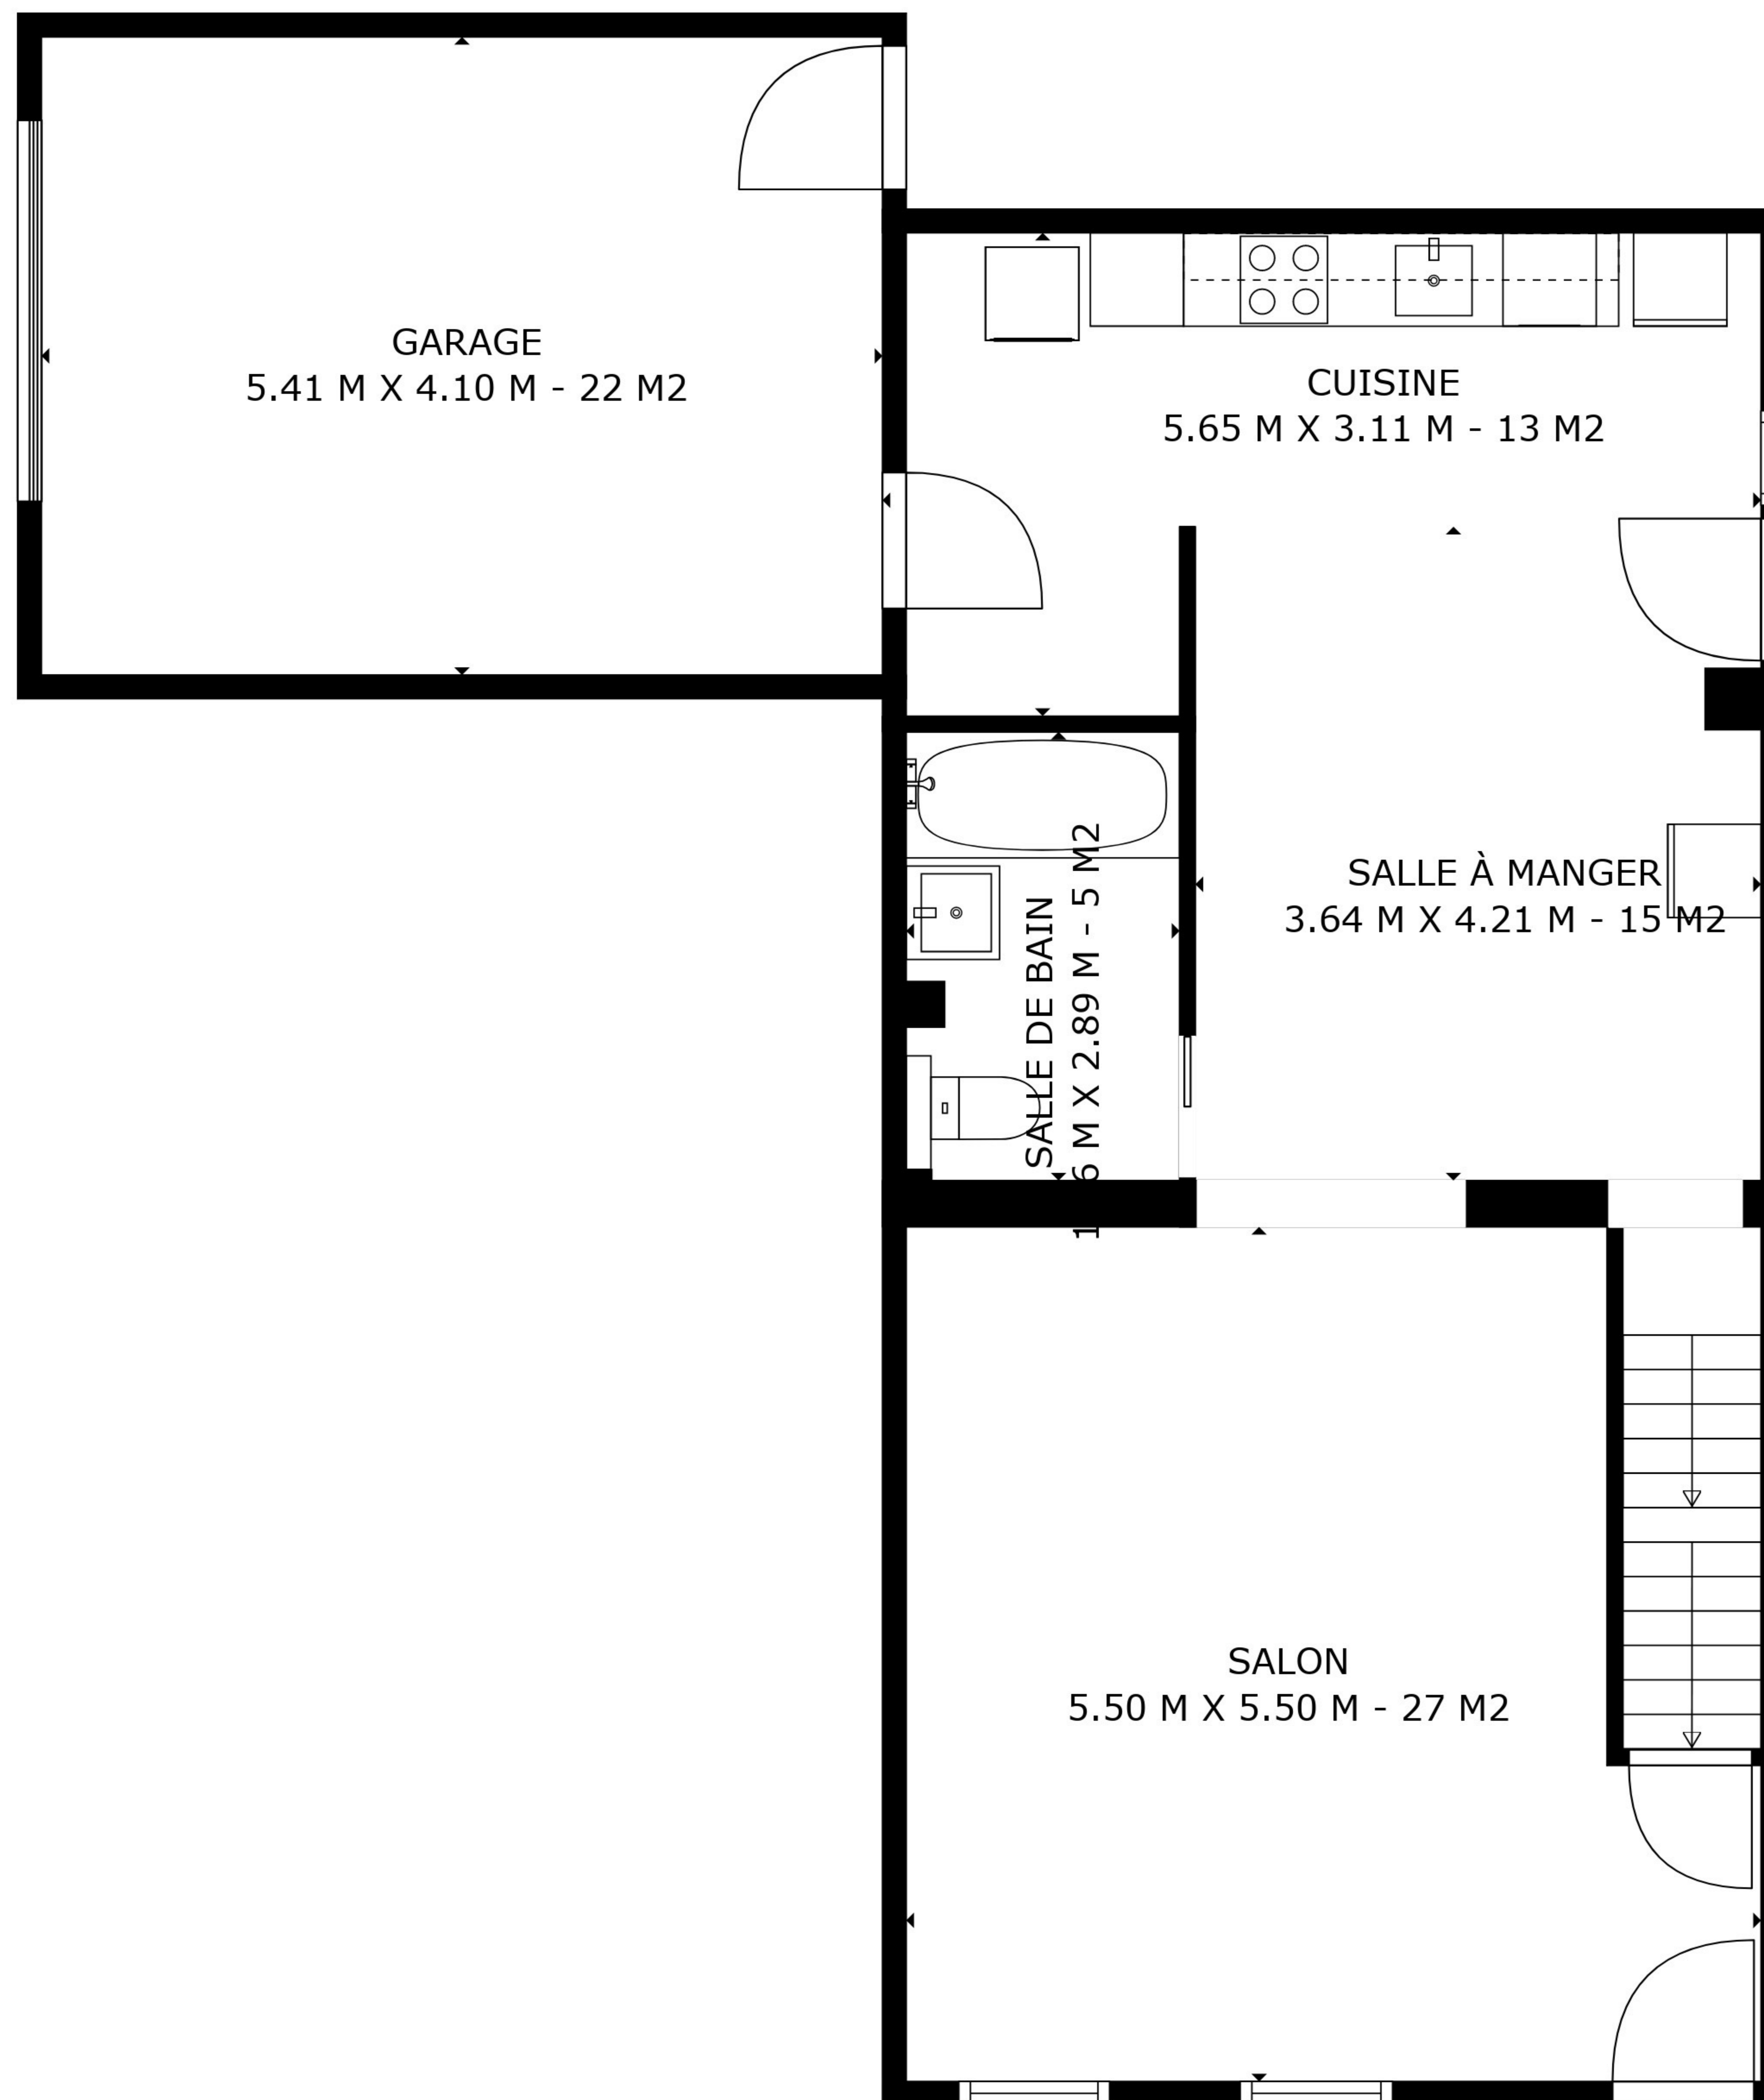 GARAGE
5.41 M X 4.10 M - 22 M2
CUISINE
5.65 M X 3.11 M - 13 M2
SALLE À MANGER
3.64 M X 4.21 M - 15 M2
SALLE DE BAIN
M X 2.89 M - 5 M2
SALON
5.50 M X 5.50 M - 27 M2